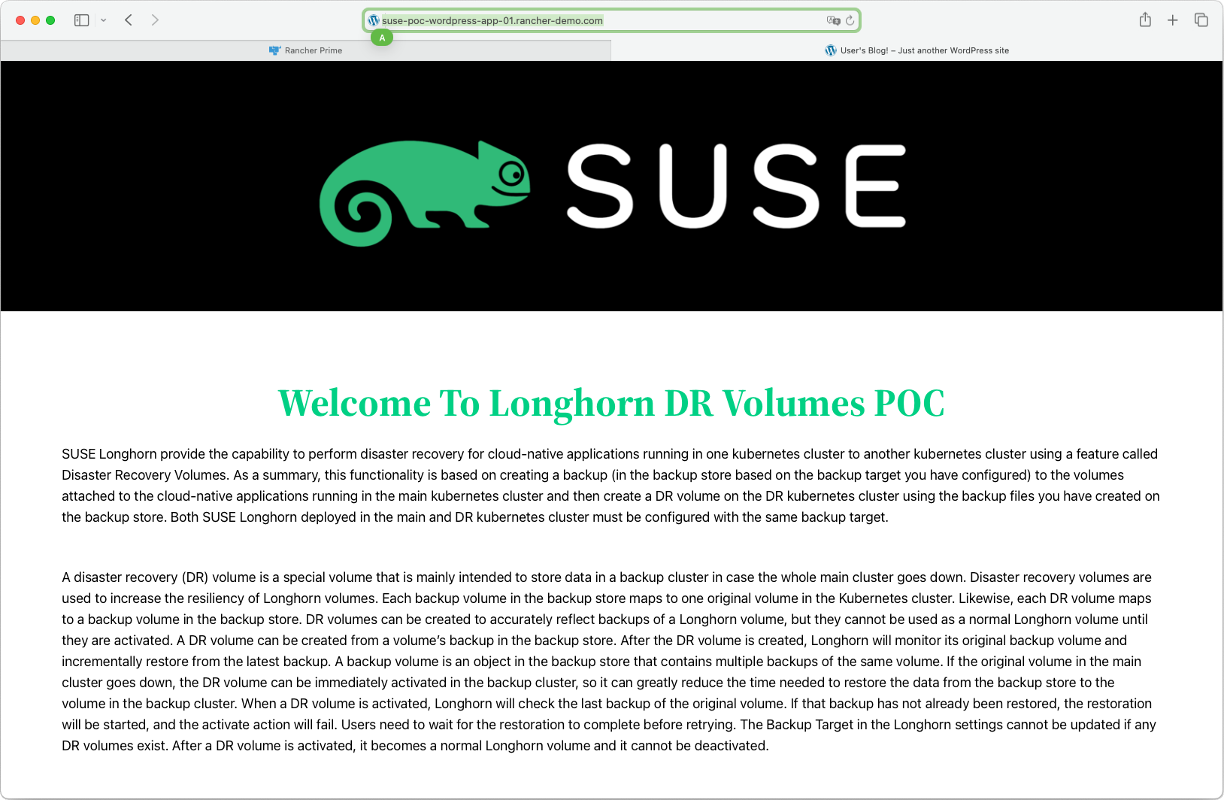 suse-poc-wordpress-app-01.rancher-demo.com
A
Rancher Prime
User's Blog! – Just another WordPress site
SUSE
Welcome To Longhorn DR Volumes POC
SUSE Longhorn provide the capability to perform disaster recovery for cloud-native applications running in one kubernetes cluster to another kubernetes cluster using a feature called
Disaster Recovery Volumes. As a summary, this functionality is based on creating a backup (in the backup store based on the backup target you have configured) to the volumes
attached to the cloud-native applications running in the main kubernetes cluster and then create a DR volume on the DR kubernetes cluster using the backup files you have created on
the backup store. Both SUSE Longhorn deployed in the main and DR kubernetes cluster must be configured with the same backup target.
A disaster recovery (DR) volume is a special volume that is mainly intended to store data in a backup cluster in case the whole main cluster goes down. Disaster recovery volumes are
used to increase the resiliency of Longhorn volumes. Each backup volume in the backup store maps to one original volume in the Kubernetes cluster. Likewise, each DR volume maps
to a backup volume in the backup store. DR volumes can be created to accurately reflect backups of a Longhorn volume, but they cannot be used as a normal Longhorn volume until
they are activated. A DR volume can be created from a volume’s backup in the backup store. After the DR volume is created, Longhorn will monitor its original backup volume and
incrementally restore from the latest backup. A backup volume is an object in the backup store that contains multiple backups of the same volume. If the original volume in the main
cluster goes down, the DR volume can be immediately activated in the backup cluster, so it can greatly reduce the time needed to restore the data from the backup store to the
volume in the backup cluster. When a DR volume is activated, Longhorn will check the last backup of the original volume. If that backup has not already been restored, the restoration
will be started, and the activate action will fail. Users need to wait for the restoration to complete before retrying. The Backup Target in the Longhorn settings cannot be updated if any
DR volumes exist. After a DR volume is activated, it becomes a normal Longhorn volume and it cannot be deactivated.